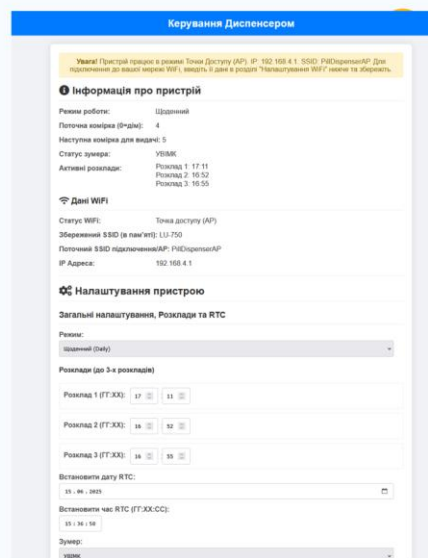 Керування Диспенсером
Увага! Пристрій працює в режимі Точки Доступу (AP). IP: 192.168.4.1. SSID: PillDispenserAP. Для
підключення до вашої мережі WiFi, введіть її дані в розділі "Налаштування WiFi" нижче та збережіть.
Інформація про пристрій
Режим роботи: Щоденний
Поточна комірка (0=дім): 4
Наступна комірка для видачі: 5
Статус зумера: УВІМК
Активні розклади: Розклад 1: 17:11
Розклад 2: 16:52
Розклад 3: 16:55
Дані WiFi
Статус WiFi: Точка доступу (AP)
Збережений SSID (в пам'яті): LU-750
Поточний SSID підключення/AP: PillDispenserAP
IP Адреса: 192.168.4.1
Налаштування пристрою
Загальні налаштування, Розклади та RTC
Режим:
Щоденний (Daily)
Розклади (до 3-х розкладів)
Розклад 1 (ГГ:ХХ): 17 : 11
Розклад 2 (ГГ:ХХ): 16 : 52
Розклад 3 (ГГ:ХХ): 16 : 55
Встановити дату RTC:
15.06.2025
Встановити час RTC (ГГ:ХХ:СС):
Зумер: